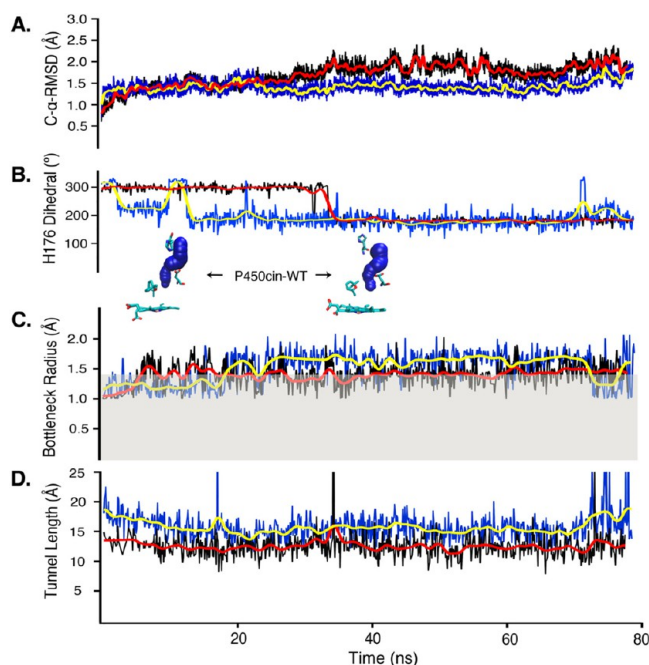 A.
C-α-RMSD (Å)
3.0
2.5
2.0
1.5
1.0
0.5
B.
H176 Dihedral (º)
300
200
100
← P450cin-WT →
C.
Bottleneck Radius (Å)
2.0
1.5
1.0
0.5
D.
Tunnel Length (Å)
25
20
15
10
5
20 40 60 80
Time (ns)